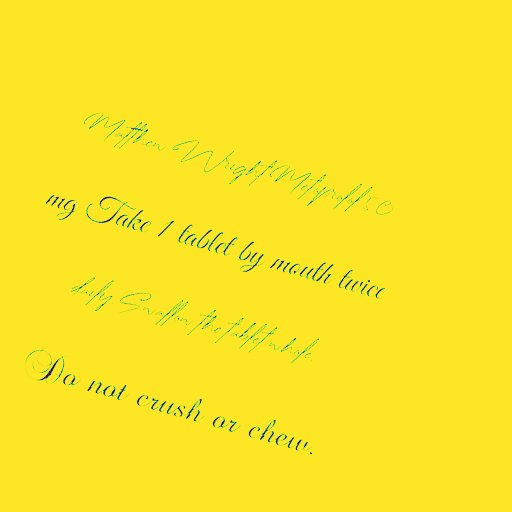 Matthew Wright
mg Take 1 tablet by mouth twice
daily Swallow the tablet whole
Do not crush or chew.